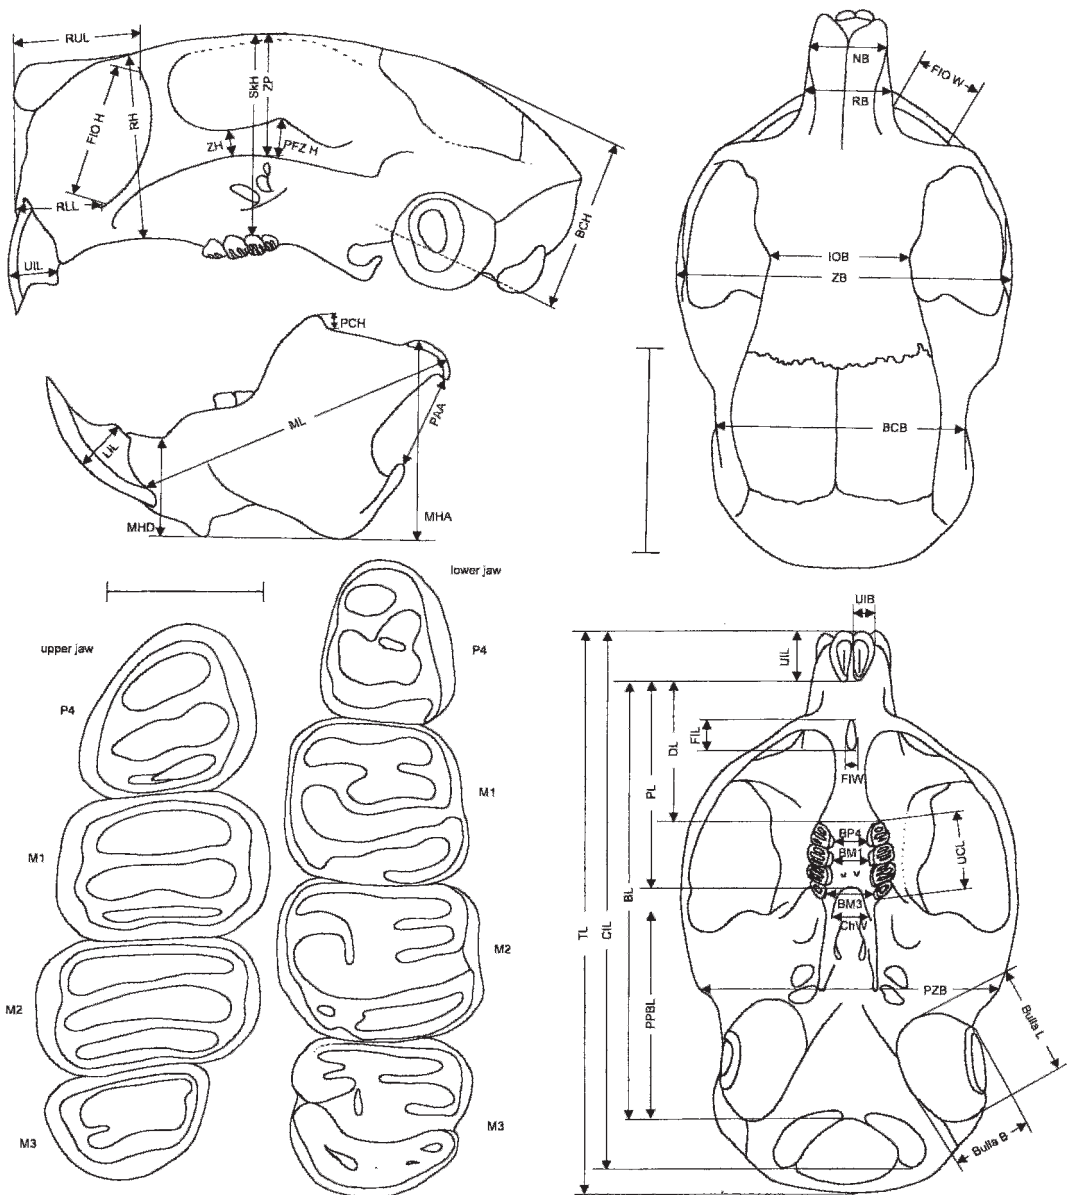 RUL
SkH
ZP
FIO H
RH
ZH
PFZ H
RLL
BCH
UIL
PCH
ML
PAA
LIL
MHD
MHA
NB
FIO W
RB
IOB
ZB
BCB
lower jaw
upper jaw
P4
P4
M1
M1
M2
M2
M3
M3
UIB
UIL
FIL
DL
FIW
PL
BP4
BM1
UCL
BL
BM3
ChW
TL
CIL
PZB
PPBL
Bulla L
Bulla B